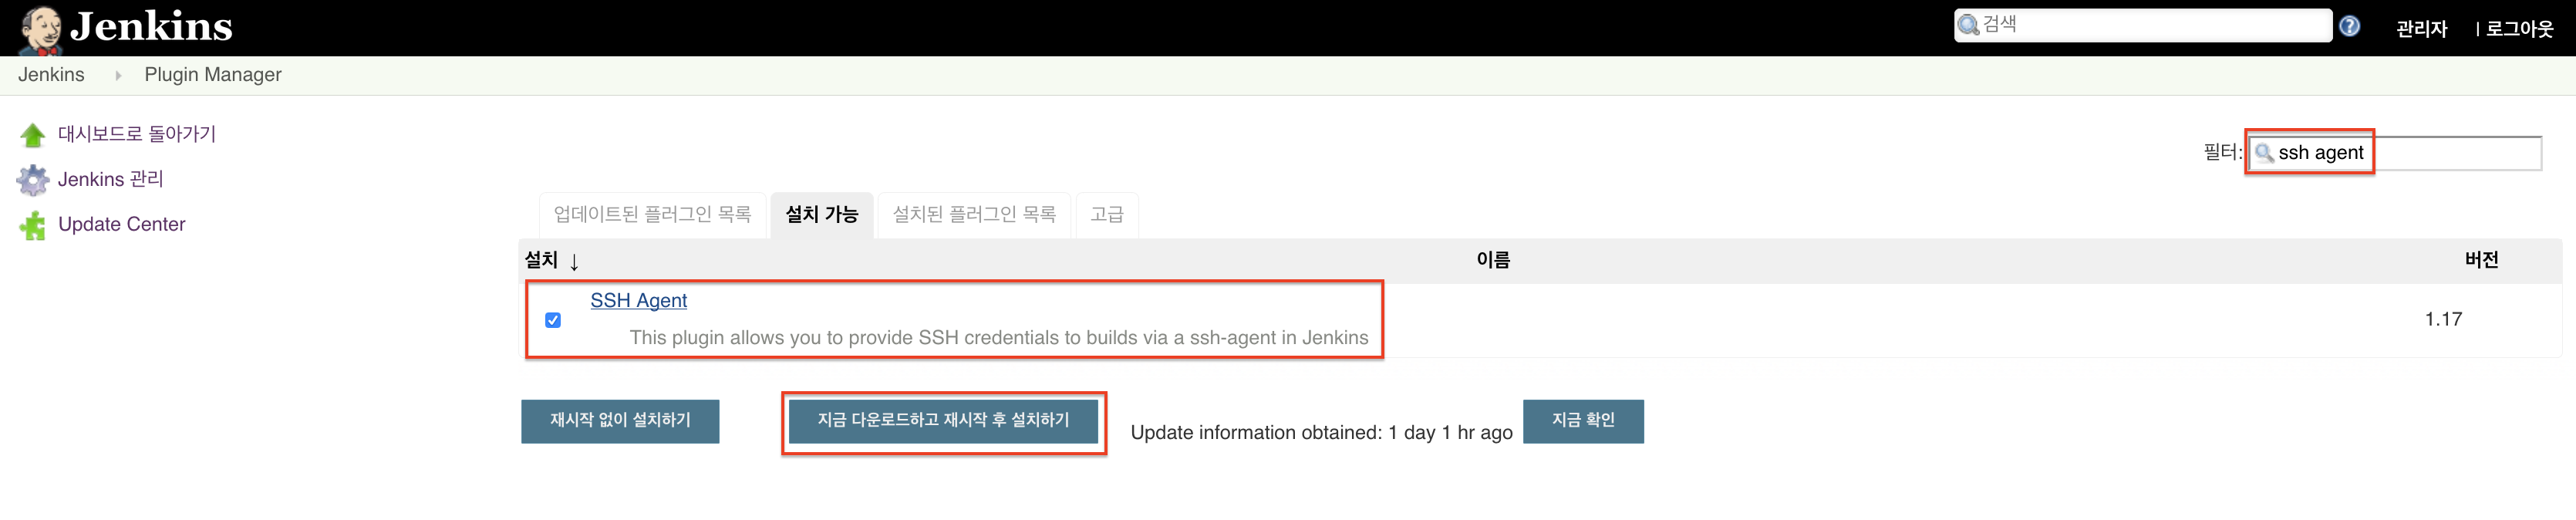 Jenkins
검색
?
관리자
| 로그아웃
Jenkins
Plugin Manager
대시보드로 돌아가기
Jenkins 관리
Update Center
필터:
ssh agent
업데이트된 플러그인 목록
설치 가능
설치된 플러그인 목록
고급
설치 ↓
이름
버전
SSH Agent
This plugin allows you to provide SSH credentials to builds via a ssh-agent in Jenkins
1.17
재시작 없이 설치하기
지금 다운로드하고 재시작 후 설치하기
Update information obtained: 1 day 1 hr ago
지금 확인